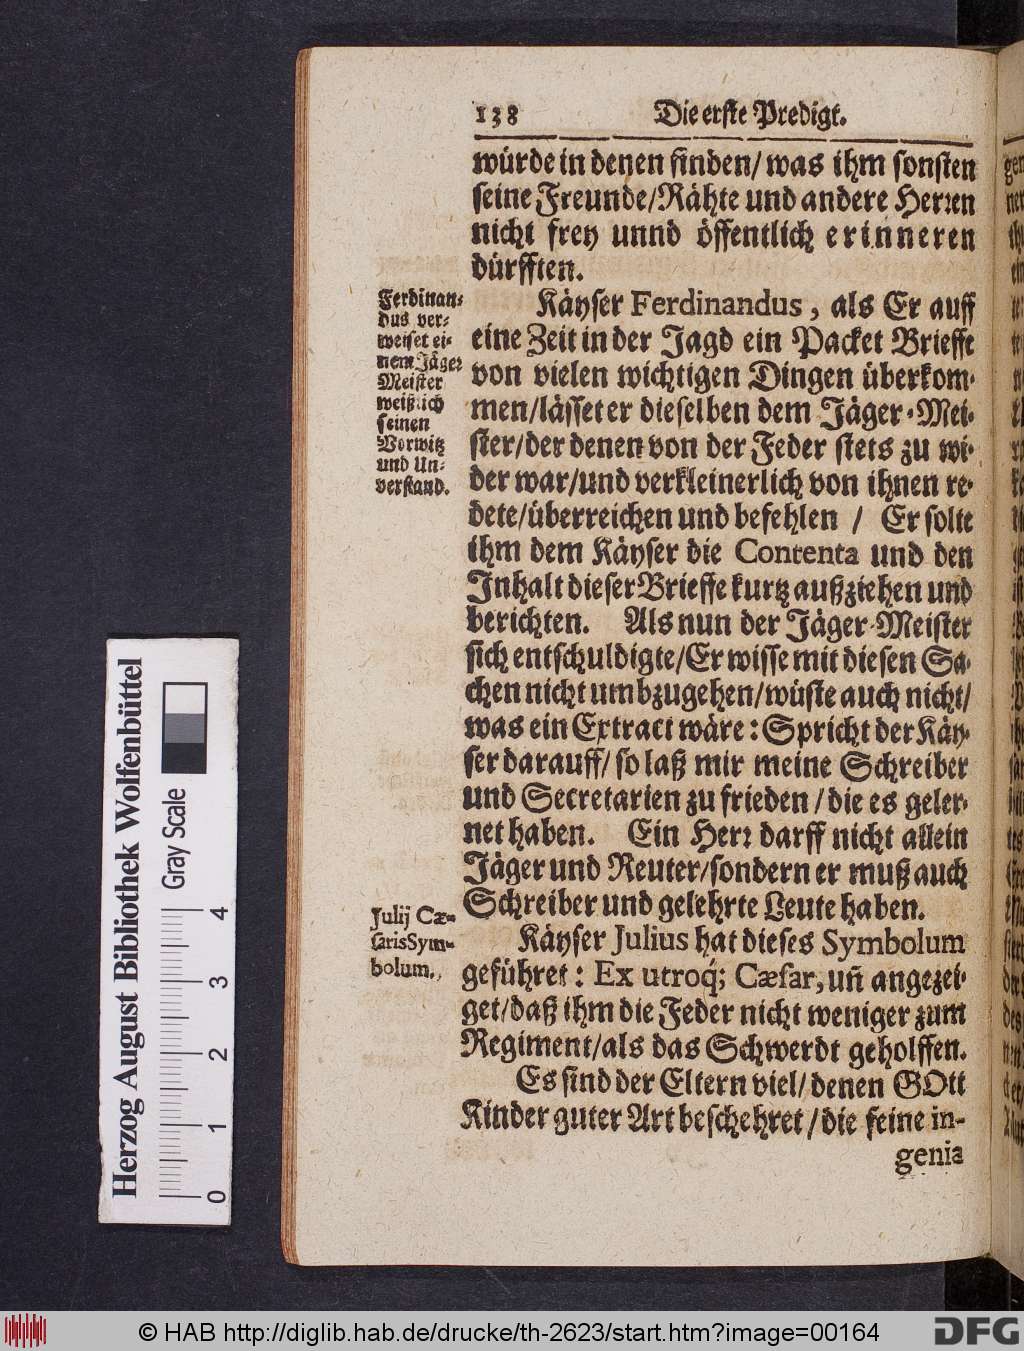 138 Die erste Predigt.
würde in denen finden/ was ihm sonsten
seine Freunde/Rähte und andere Herren
nicht frey unnd öffentlich erinneren
dürfften.
Ferdinan-
dus ver-
weiset ei-
nem Jäger
Meister
weißlich
seinen
Vorwitz
und Un-
verstand.
Käyser Ferdinandus, als Er auff
eine Zeit in der Jagd ein Packet Brieffe
von vielen wichtigen Dingen überkom-
men/lässet er dieselben dem Jäger-Mei-
ster/der denen von der Feder stets zu wi-
der war/und verkleinerlich von ihnen re-
dete/überreichen und befehlen / Er solte
ihm dem Käyser die Contenta und den
Inhalt dieser Brieffe kurtz außziehen und
berichten. Als nun der Jäger-Meister
sich entschuldigte/Er wisse mit diesen Sa-
chen nicht umbzugehen/wüste auch nicht/
was ein Extract wäre: Spricht der Käy-
ser darauff/ so laß mir meine Schreiber
und Secretarien zu frieden / die es geler-
net haben. Ein Herr darff nicht allein
Jäger und Reuter/sondern er muß auch
Schreiber und gelehrte Leute haben.
Julij Cæ-
saris Sym-
bolum.
Käyser Julius hat dieses Symbolum
geführet: Ex utroq́; Cæsar, uñ angezei-
get/daß ihm die Feder nicht weniger zum
Regiment/als das Schwerdt geholffen.
Es sind der Eltern viel/denen GOtt
Kinder guter Art beschehret / die feine in-
genia
Herzog August Bibliothek Wolfenbüttel
Gray Scale
0 1 2 3 4
© HAB http://diglib.hab.de/drucke/th-2623/start.htm?image=00164
DFG